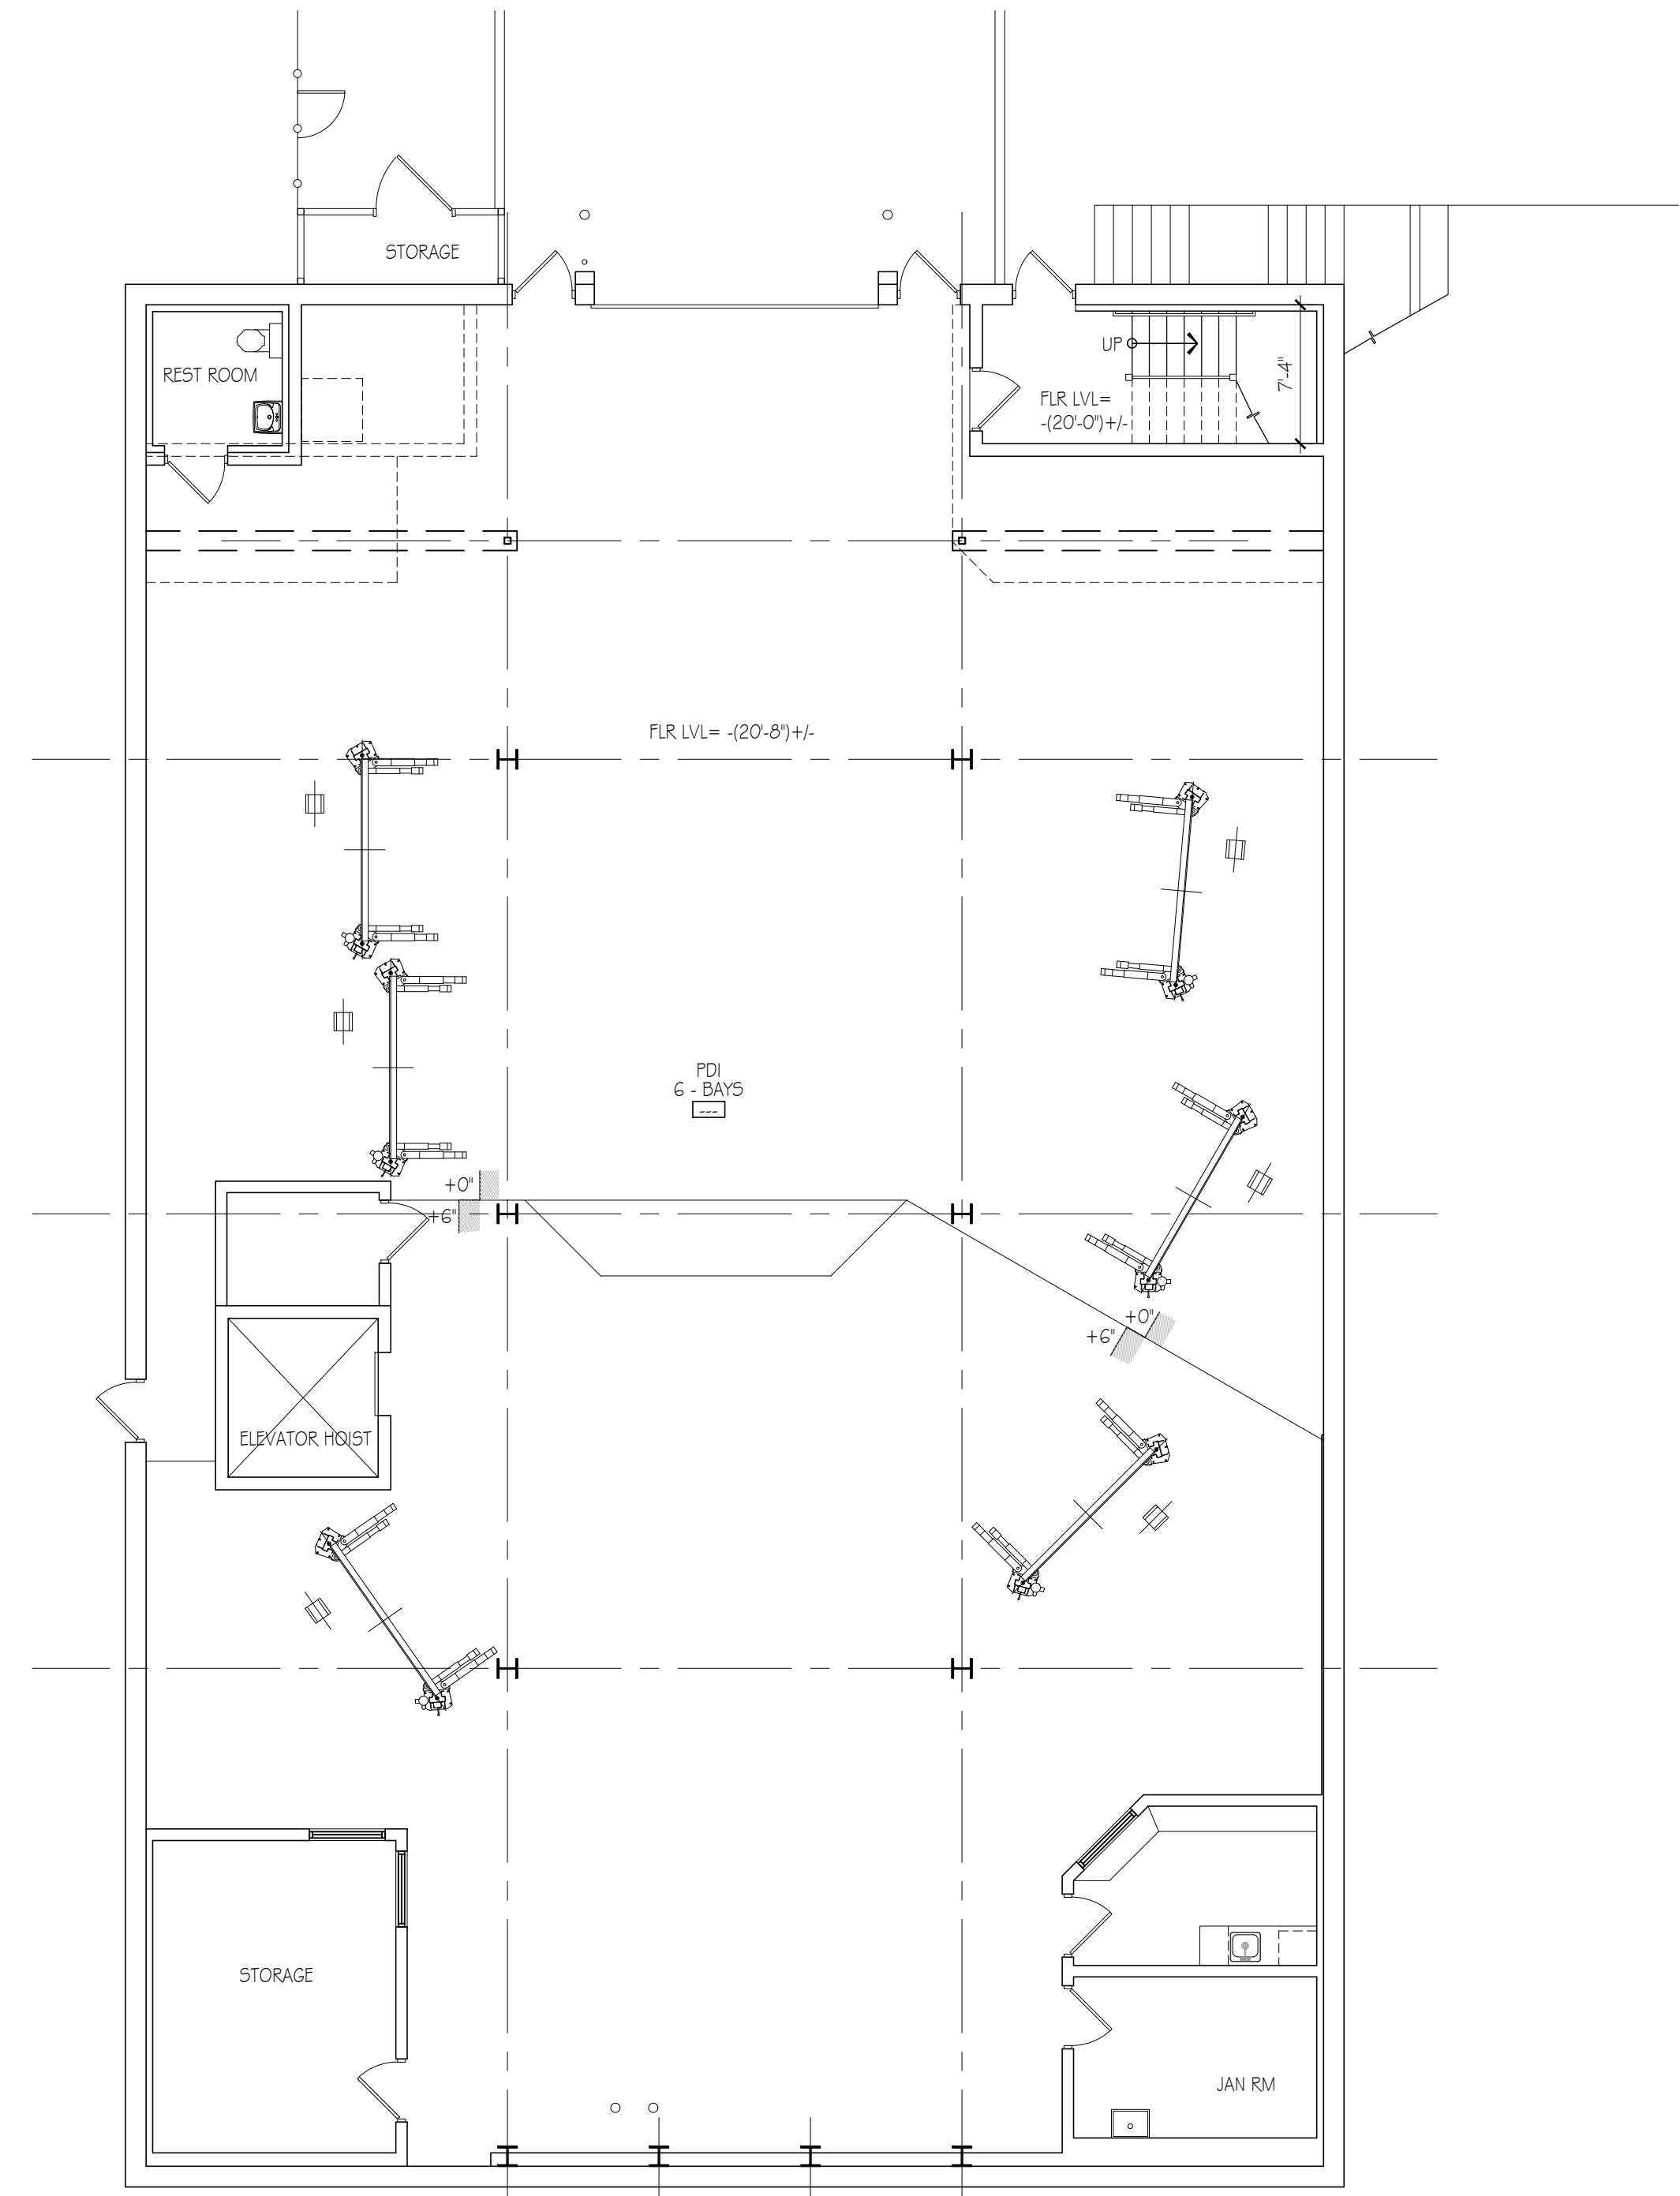 STORAGE
UP
REST ROOM
7'-4"
FLR LVL=
-(20'-0")+/-
FLR LVL= -(20'-8")+/-
PDI
6 - BAYS
---
+0"
+6"
+0"
+6"
ELEVATOR HOIST
STORAGE
JAN RM